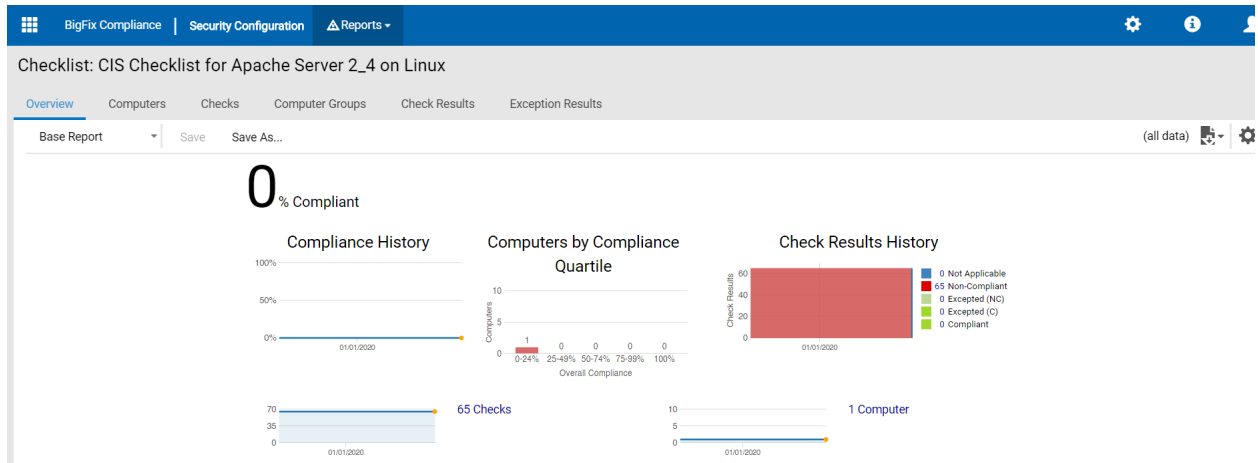 BigFix Compliance | Security Configuration Reports
Checklist: CIS Checklist for Apache Server 2_4 on Linux
Overview Computers Checks Computer Groups Check Results Exception Results
Base Report Save Save As... (all data)
0 % Compliant
Compliance History
100%
50%
0%
01/01/2020
Computers by Compliance
Quartile
10
5
0
Computers
1 0 0 0 0
0-24% 25-49% 50-74% 75-99% 100%
Overall Compliance
Check Results History
60
40
20
0
Check Results
01/01/2020
0 Not Applicable
65 Non-Compliant
0 Excepted (NC)
0 Excepted (C)
0 Compliant
70
35
0
01/01/2020
65 Checks
10
5
0
01/01/2020
1 Computer